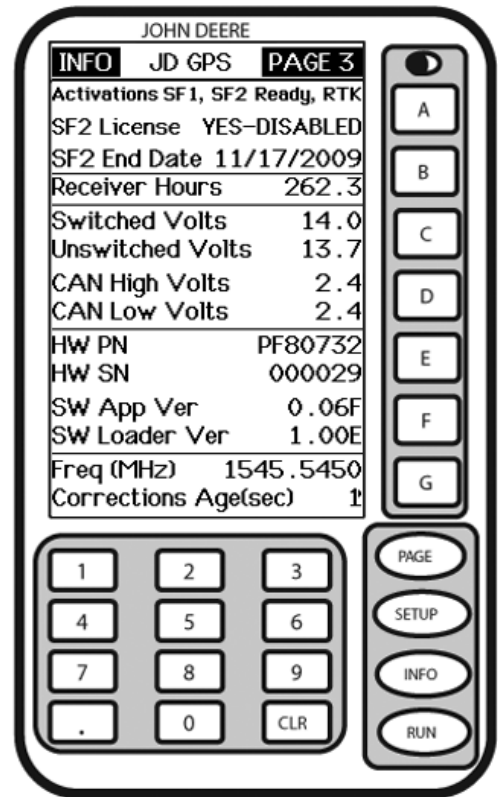 JOHN DEERE
INFO JD GPS PAGE 3
Activations SF1, SF2 Ready, RTK
SF2 License YES-DISABLED
SF2 End Date 11/17/2009
Receiver Hours 262.3
Switched Volts 14.0
Unswitched Volts 13.7
CAN High Volts 2.4
CAN Low Volts 2.4
HW PN PF80732
HW SN 000029
SW App Ver 0.06F
SW Loader Ver 1.00E
Freq (MHz) 1545.5450
Corrections Age(sec) 1
A
B
C
D
E
F
G
1 2 3
4 5 6
7 8 9
. 0 CLR
PAGE
SETUP
INFO
RUN